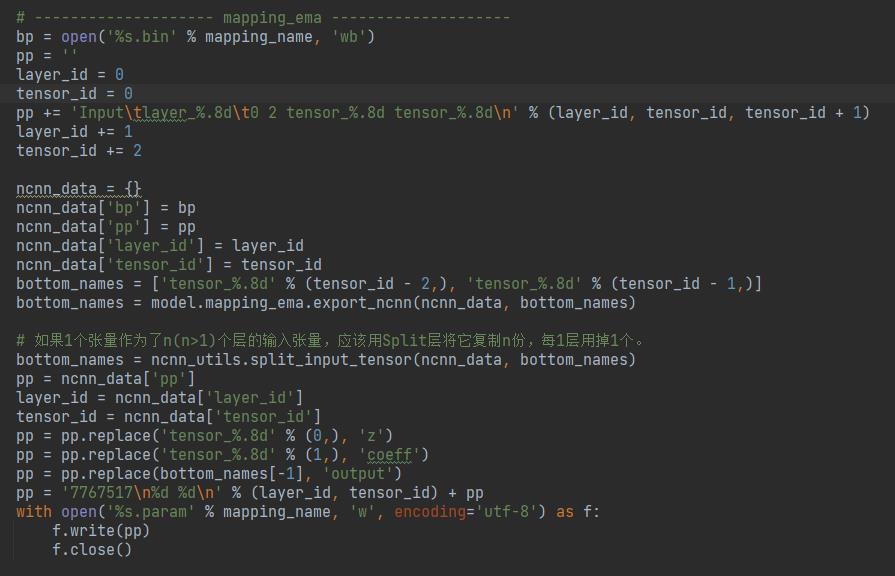 # -------------------- mapping_ema --------------------
bp = open('%s.bin' % mapping_name, 'wb')
pp = ''
layer_id = 0
tensor_id = 0
pp += 'Input\tlayer_%.8d\t0 2 tensor_%.8d tensor_%.8d\n' % (layer_id, tensor_id, tensor_id + 1)
layer_id += 1
tensor_id += 2
ncnn_data = {}
ncnn_data['bp'] = bp
ncnn_data['pp'] = pp
ncnn_data['layer_id'] = layer_id
ncnn_data['tensor_id'] = tensor_id
bottom_names = ['tensor_%.8d' % (tensor_id - 2,), 'tensor_%.8d' % (tensor_id - 1,)]
bottom_names = model.mapping_ema.export_ncnn(ncnn_data, bottom_names)
# 如果1个张量作为了n(n>1)个层的输入张量，应该用Split层将它复制n份，每1层用掉1个。
bottom_names = ncnn_utils.split_input_tensor(ncnn_data, bottom_names)
pp = ncnn_data['pp']
layer_id = ncnn_data['layer_id']
tensor_id = ncnn_data['tensor_id']
pp = pp.replace('tensor_%.8d' % (0,), 'z')
pp = pp.replace('tensor_%.8d' % (1,), 'coeff')
pp = pp.replace(bottom_names[-1], 'output')
pp = '7767517\n%d %d\n' % (layer_id, tensor_id) + pp
with open('%s.param' % mapping_name, 'w', encoding='utf-8') as f:
    f.write(pp)
    f.close()